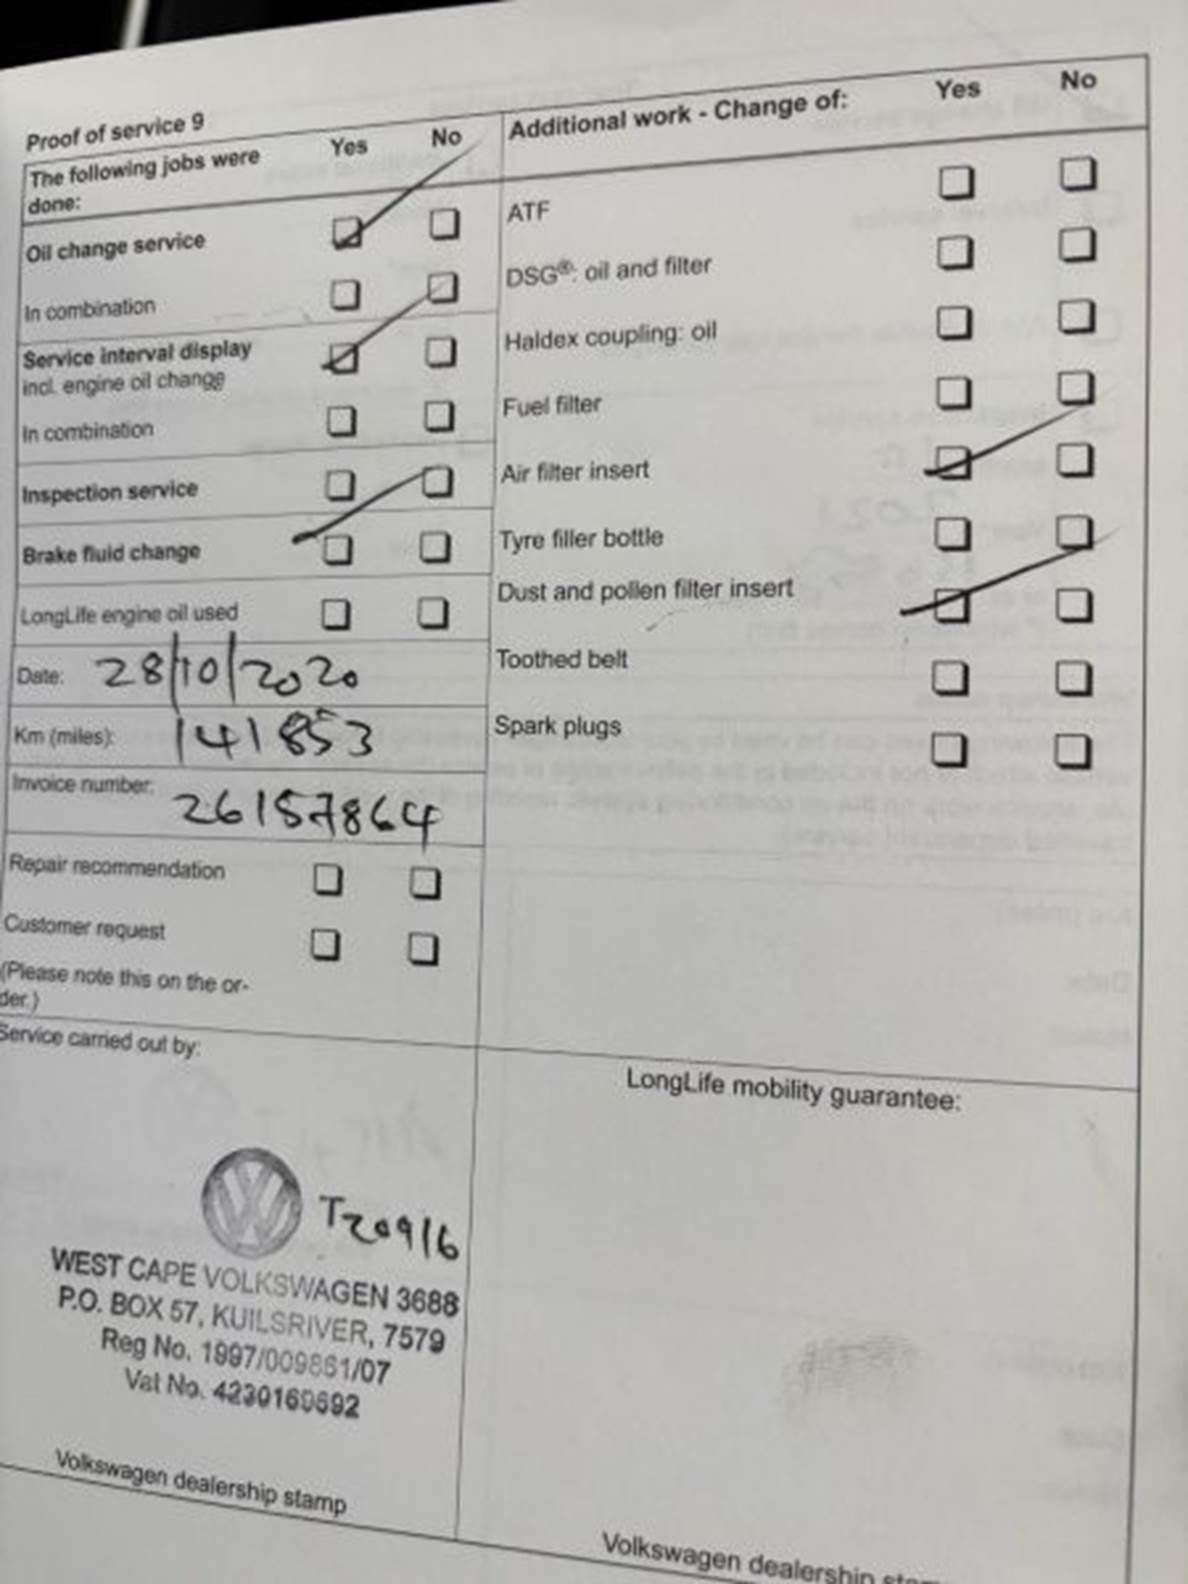 Proof of service 9
The following jobs were done: Yes No
Oil change service
In combination
Service interval display
incl. engine oil change
In combination
Inspection service
Brake fluid change
LongLife engine oil used
Date: 28/10/2020
Km (miles): 141853
Invoice number: 26157864
Repair recommendation
Customer request
(Please note this on the or-
der.)
Additional work - Change of: Yes No
ATF
DSG®: oil and filter
Haldex coupling: oil
Fuel filter
Air filter insert
Tyre filler bottle
Dust and pollen filter insert
Toothed belt
Spark plugs
Service carried out by:
T20916
WEST CAPE VOLKSWAGEN 3688
P.O. BOX 57, KUILSRIVER, 7579
Reg No. 1997/009861/07
Vat No. 4230169692
Volkswagen dealership stamp
LongLife mobility guarantee:
Volkswagen dealership